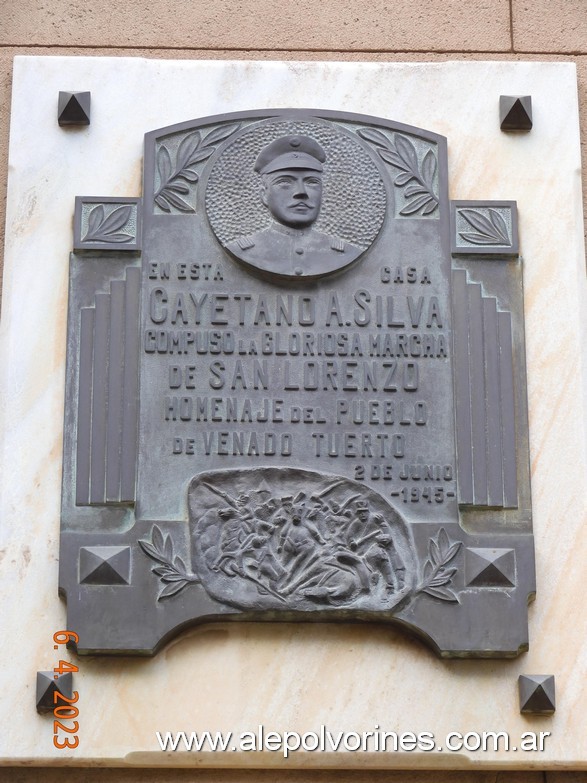 EN ESTA CASA
CAYETANO A. SILVA
COMPUSO LA GLORIOSA MARCHA
DE SAN LORENZO
HOMENAJE DEL PUEBLO
DE VENADO TUERTO
2 DE JUNIO
-1945-
6. 4. 2023
www.alepolvorines.com.ar